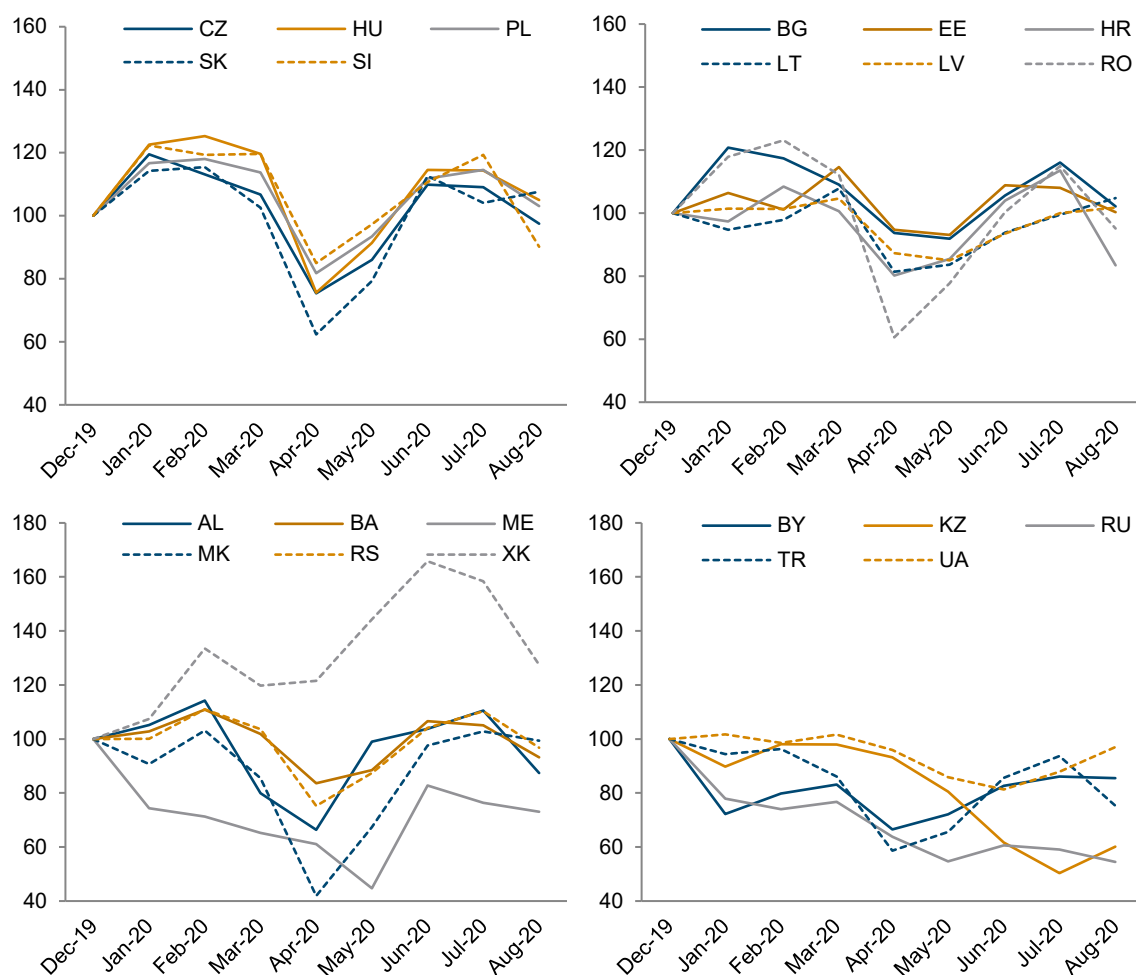 CZ HU PL
SK SI
160
140
120
100
80
60
40
Dec-19 Jan-20 Feb-20 Mar-20 Apr-20 May-20 Jun-20 Jul-20 Aug-20
BG EE HR
LT LV RO
160
140
120
100
80
60
40
Dec-19 Jan-20 Feb-20 Mar-20 Apr-20 May-20 Jun-20 Jul-20 Aug-20
AL BA ME
MK RS XK
180
160
140
120
100
80
60
40
Dec-19 Jan-20 Feb-20 Mar-20 Apr-20 May-20 Jun-20 Jul-20 Aug-20
BY KZ RU
TR UA
180
160
140
120
100
80
60
40
Dec-19 Jan-20 Feb-20 Mar-20 Apr-20 May-20 Jun-20 Jul-20 Aug-20